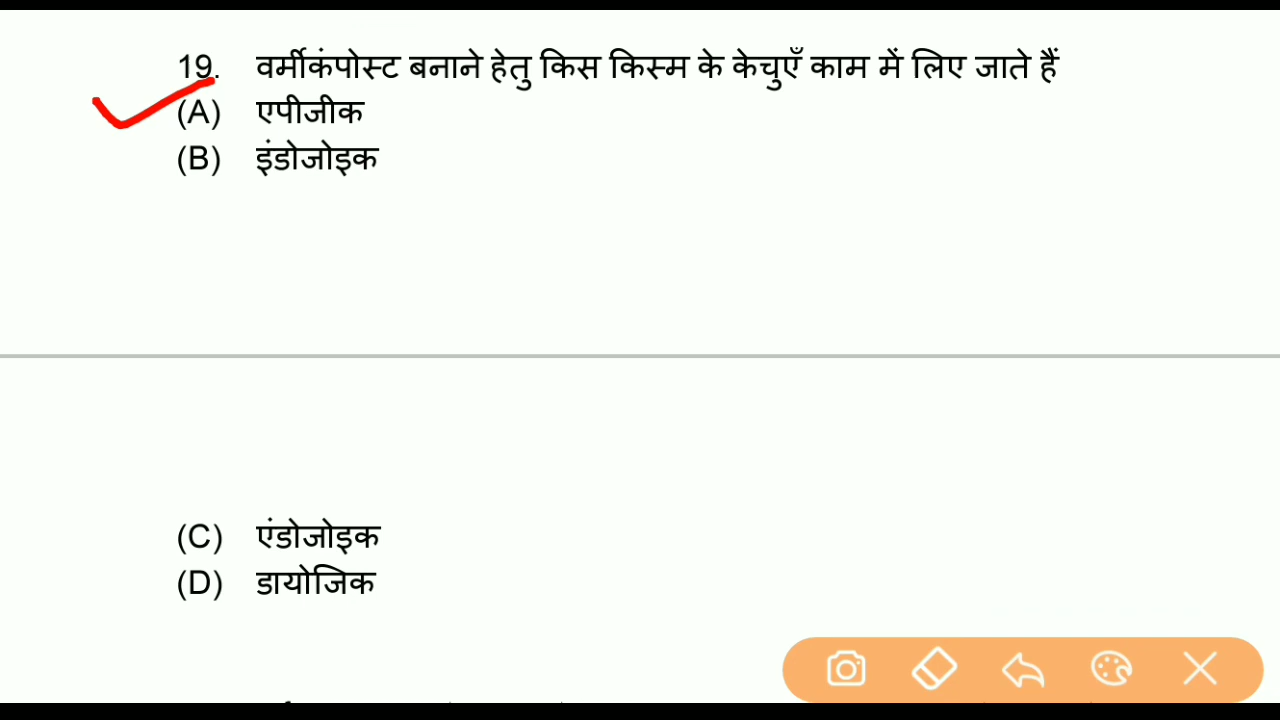 19. वर्मीकंपोस्ट बनाने हेतु किस किस्म के केचुएँ काम में लिए जाते हैं
(A) एपीजीक
(B) इंडोजोइक
(C) एंडोजोइक
(D) डायोजिक